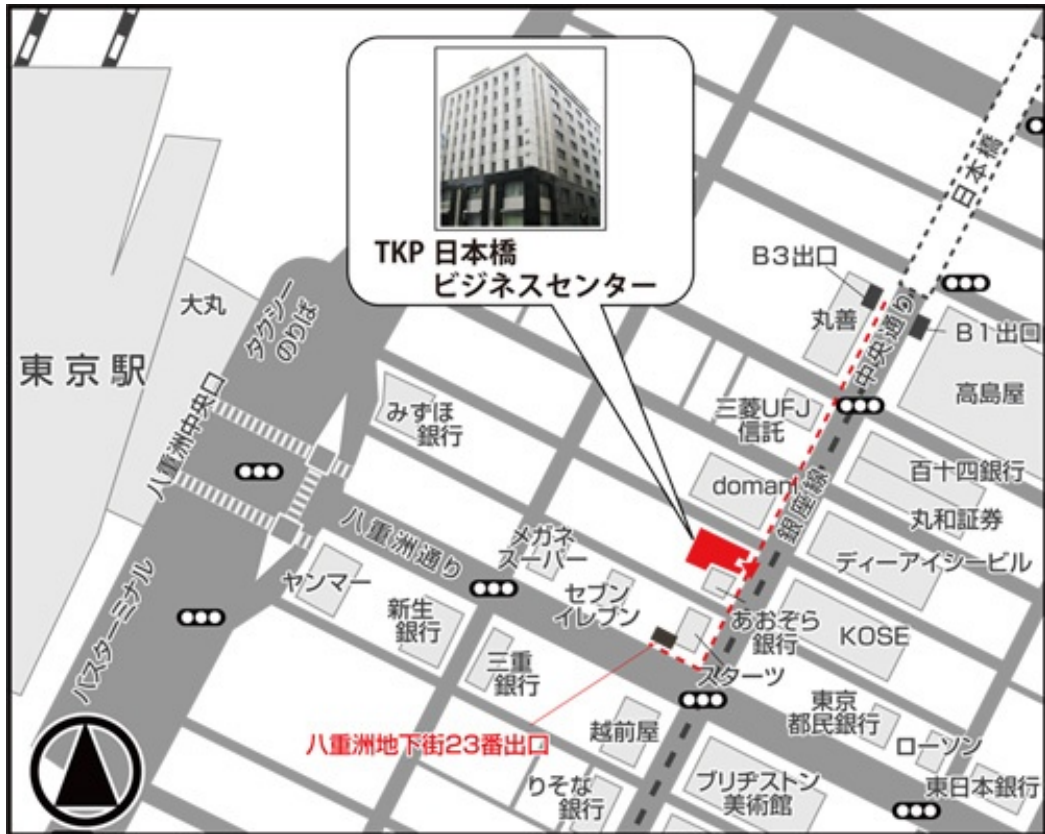 TKP 日本橋
ビジネスセンター
日本橋
B3出口
丸善
中央通り
B1出口
高島屋
大丸
タクシー
のりば
東京駅
八重洲中央口
みずほ
銀行
三菱UFJ
信託
百十四銀行
domani
銀座線
丸和証券
八重洲通り
メガネ
スーパー
ディーアイシービル
ヤンマー
セブン
イレブン
あおぞら
銀行
KOSE
新生
銀行
バスターミナル
三重
銀行
スターツ
東京
都民銀行
越前屋
ローソン
八重洲地下街23番出口
りそな
銀行
ブリヂストン
美術館
東日本銀行